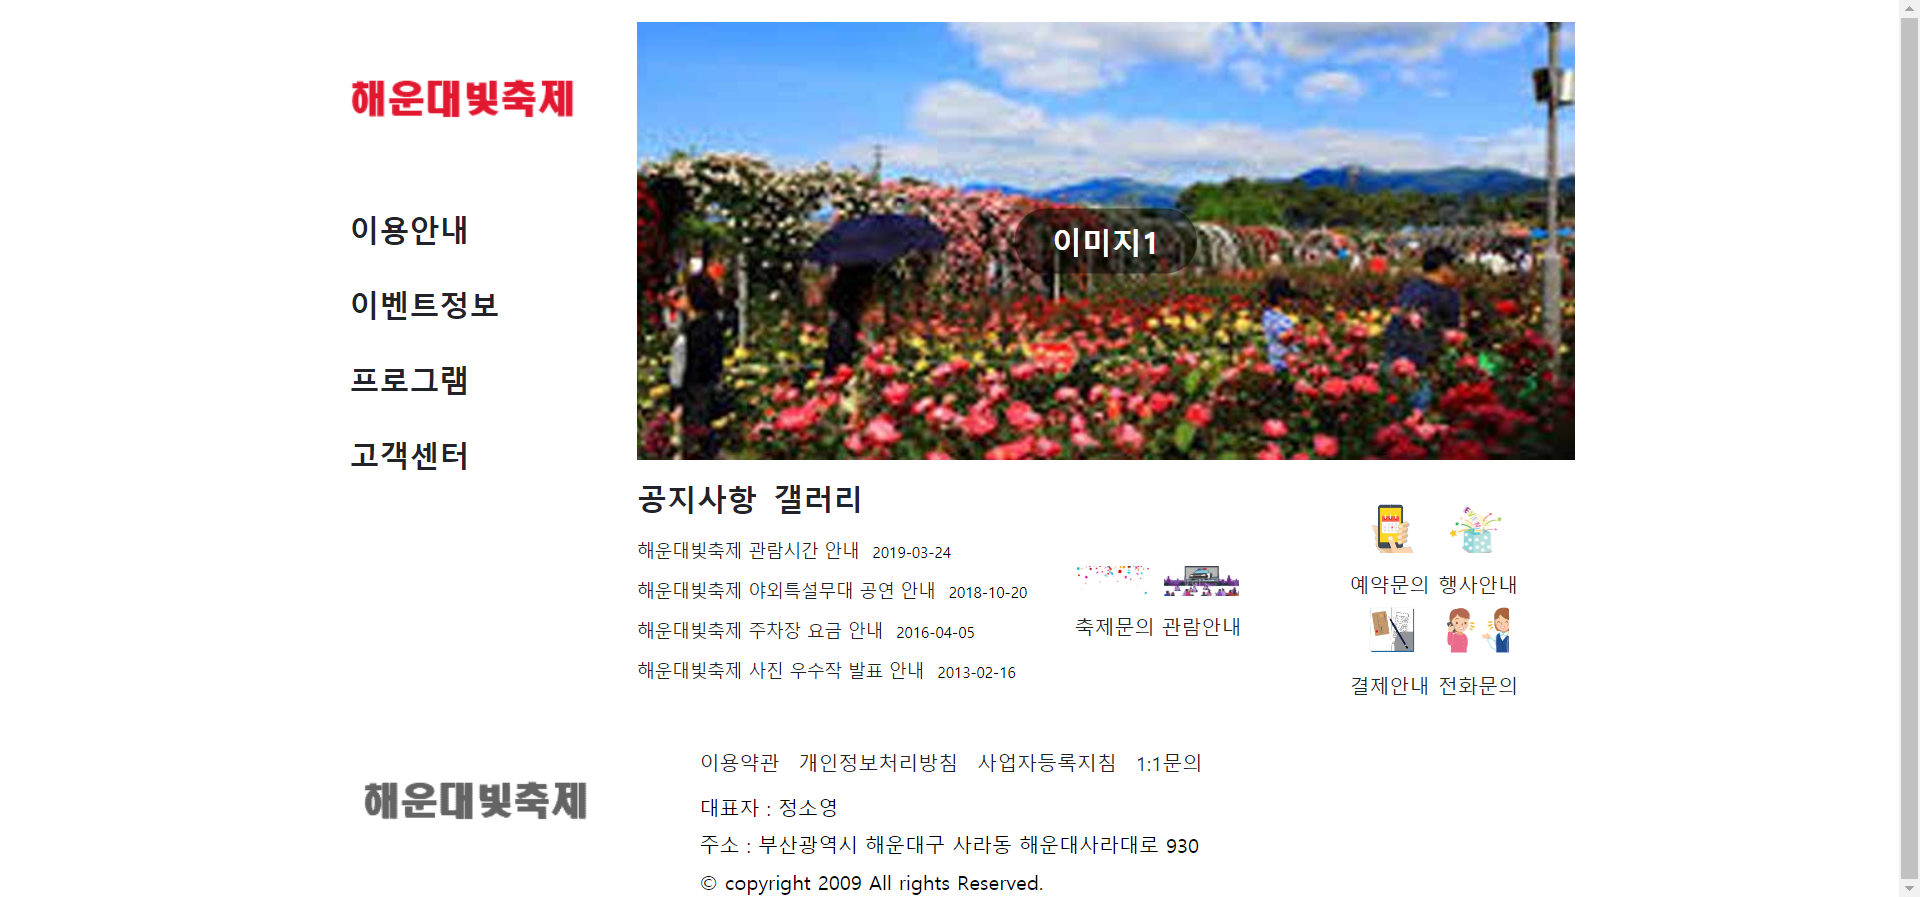 해운대빛축제
이용안내
이벤트정보
프로그램
고객센터
이미지1
공지사항 갤러리
해운대빛축제 관람시간 안내 2019-03-24
해운대빛축제 야외특설무대 공연 안내 2018-10-20
해운대빛축제 주차장 요금 안내 2016-04-05
해운대빛축제 사진 우수작 발표 안내 2013-02-16
축제문의 관람안내
예약문의 행사안내
결제안내 전화문의
해운대빛축제
이용약관 개인정보처리방침 사업자등록지침 1:1문의
대표자 : 정소영
주소 : 부산광역시 해운대구 사라동 해운대사라대로 930
© copyright 2009 All rights Reserved.